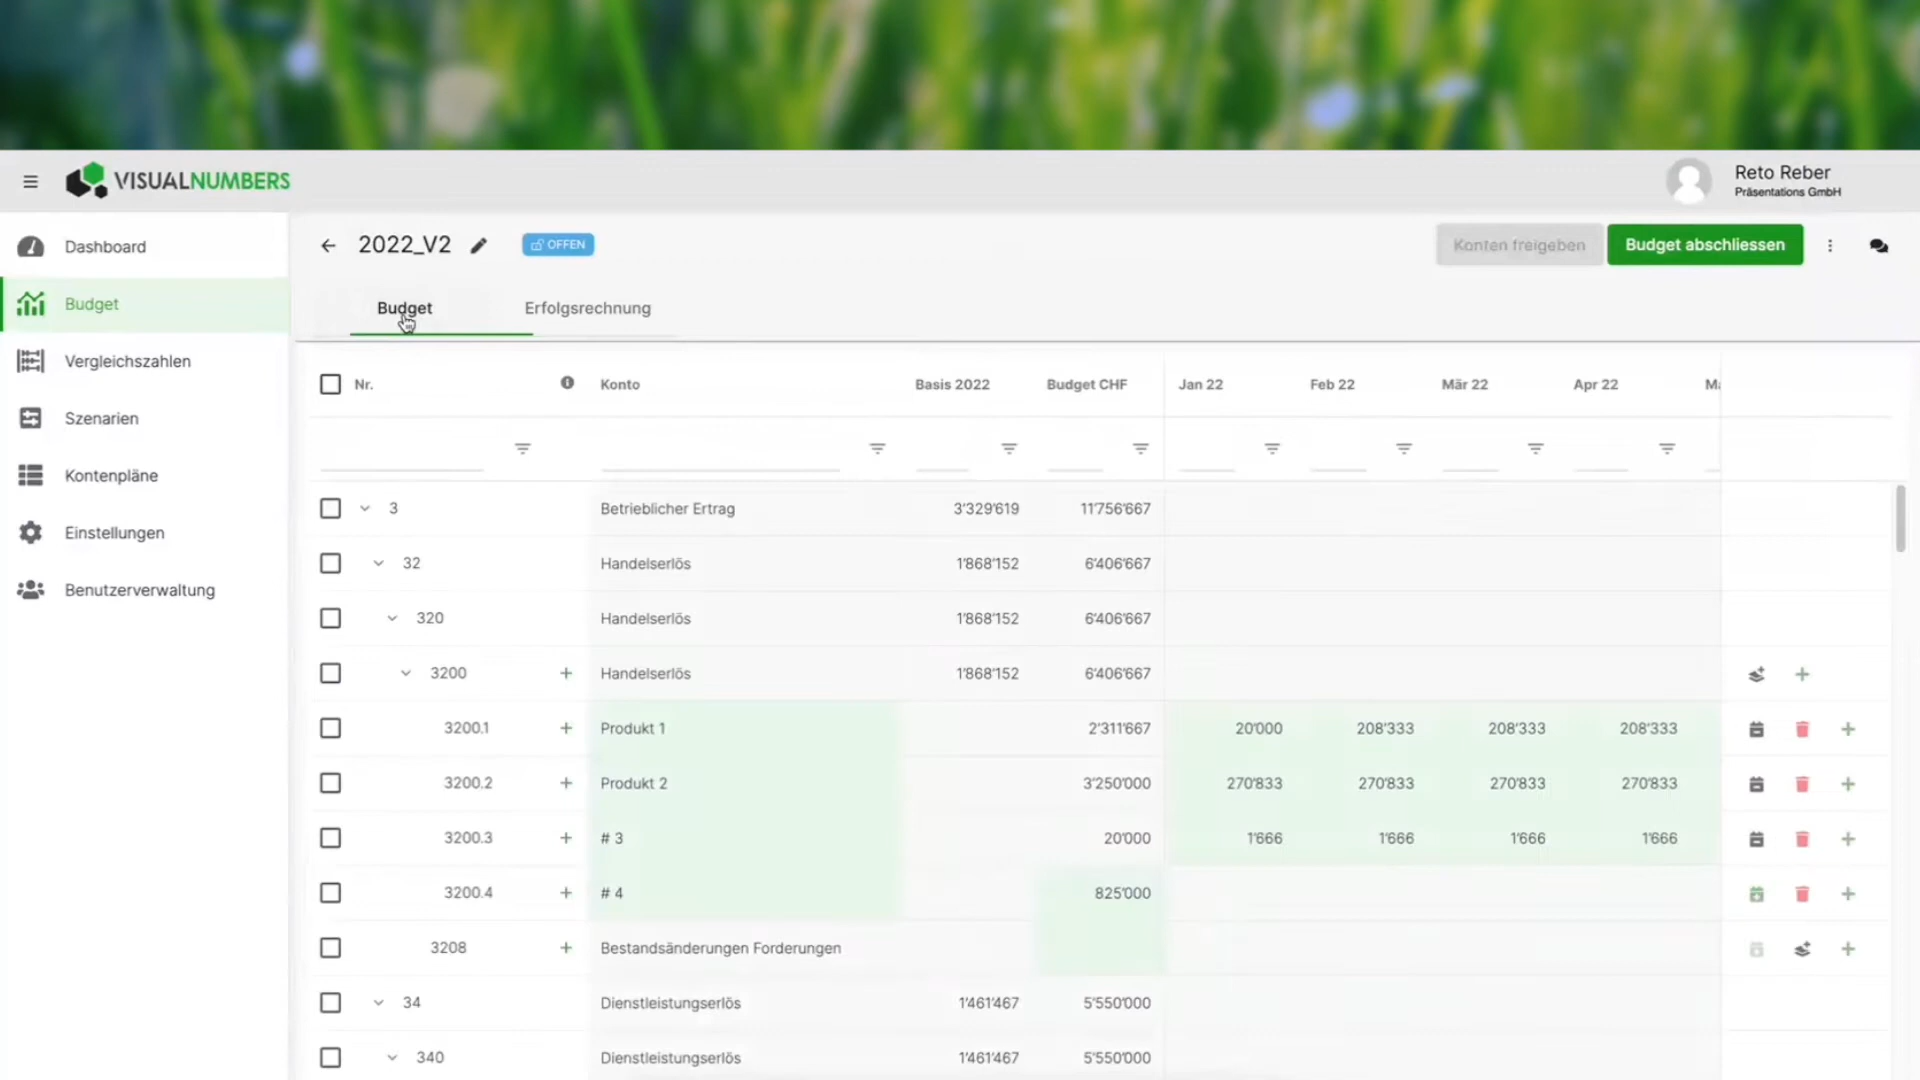 VISUALNUMBERS
Reto Reber
Präsentations GmbH
Dashboard
Budget
Vergleichszahlen
Szenarien
Kontenpläne
Einstellungen
Benutzerverwaltung
2022_V2
OFFEN
Konten freigeben
Budget abschliessen
Budget
Erfolgsrechnung
Nr. Konto Basis 2022 Budget CHF Jan 22 Feb 22 Mär 22 Apr 22
3 Betrieblicher Ertrag 3'329'619 11'756'667
32 Handelserlös 1'868'152 6'406'667
320 Handelserlös 1'868'152 6'406'667
3200 + Handelserlös 1'868'152 6'406'667 +
3200.1 + Produkt 1 2'311'667 20'000 208'333 208'333 208'333 +
3200.2 + Produkt 2 3'250'000 270'833 270'833 270'833 270'833 +
3200.3 + # 3 20'000 1'666 1'666 1'666 1'666 +
3200.4 + # 4 825'000 +
3208 + Bestandsänderungen Forderungen +
34 Dienstleistungserlös 1'461'467 5'550'000
340 Dienstleistungserlös 1'461'467 5'550'000